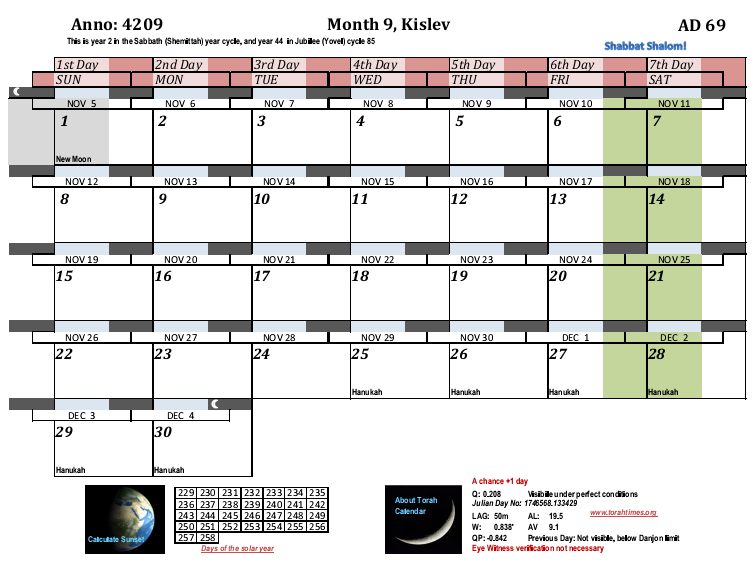 Anno: 4209 Month 9, Kislev AD 69
This is year 2 in the Sabbath (Shemittah) year cycle, and year 44 in Jubilee (Yovel) cycle 85
Shabbat Shalom!
1st Day 2nd Day 3rd Day 4th Day 5th Day 6th Day 7th Day
SUN MON TUE WED THU FRI SAT
NOV 5 NOV 6 NOV 7 NOV 8 NOV 9 NOV 10 NOV 11
1 2 3 4 5 6 7
New Moon
NOV 12 NOV 13 NOV 14 NOV 15 NOV 16 NOV 17 NOV 18
8 9 10 11 12 13 14
NOV 19 NOV 20 NOV 21 NOV 22 NOV 23 NOV 24 NOV 25
15 16 17 18 19 20 21
NOV 26 NOV 27 NOV 28 NOV 29 NOV 30 DEC 1 DEC 2
22 23 24 25 26 27 28
Hanukah Hanukah Hanukah Hanukah
DEC 3 DEC 4
29 30
Hanukah Hanukah
Calculate Sunset
229 230 231 232 233 234 235
236 237 238 239 240 241 242
243 244 245 246 247 248 249
250 251 252 253 254 255 256
257 258
Days of the solar year
About Torah
Calendar
A chance +1 day
Q: 0.208 Visibile under perfect conditions
Julian Day No: 1746568.133429
LAG: 50m AL: 19.5 www.torahtimes.org
W: 0.838' AV 9.1
QP: -0.842 Previous Day: Not visible, below Danjon limit
Eye Witness verification not necessary